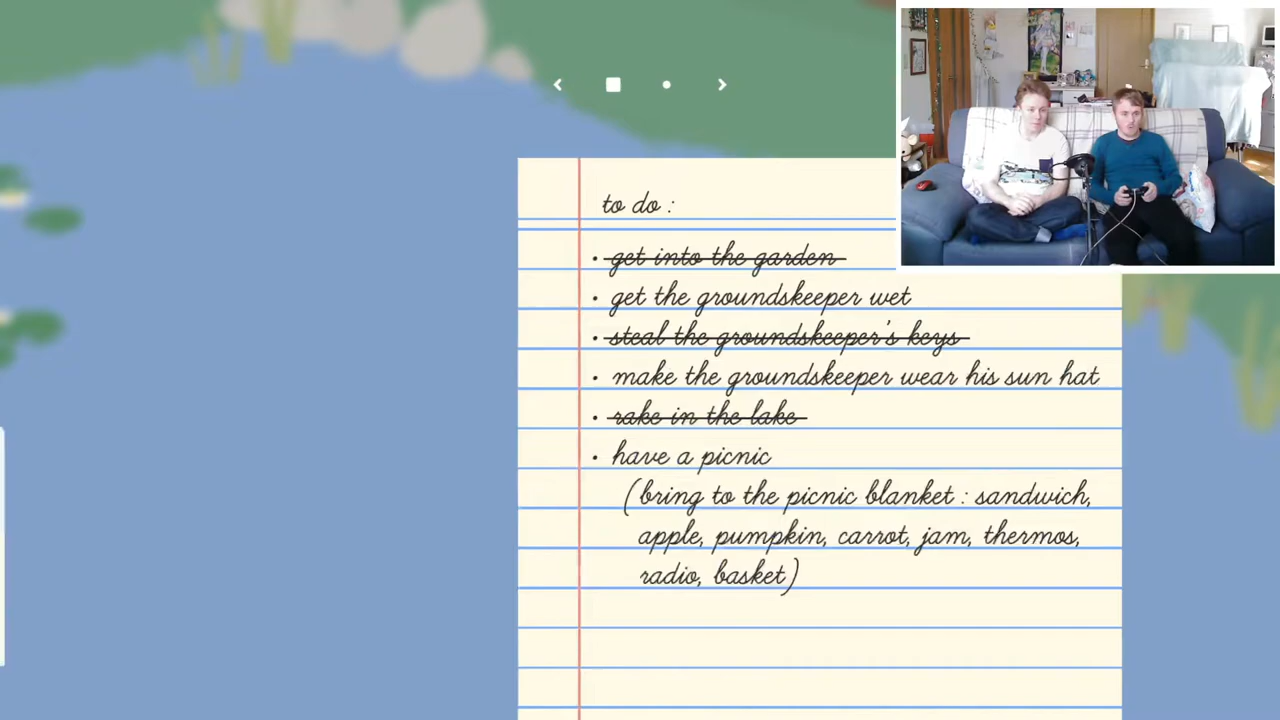 to do :
• get into the garden
• get the groundskeeper wet
• steal the groundskeeper's keys
• make the groundskeeper wear his sun hat
• rake in the lake
• have a picnic
(bring to the picnic blanket : sandwich,
apple, pumpkin, carrot, jam, thermos,
radio, basket)